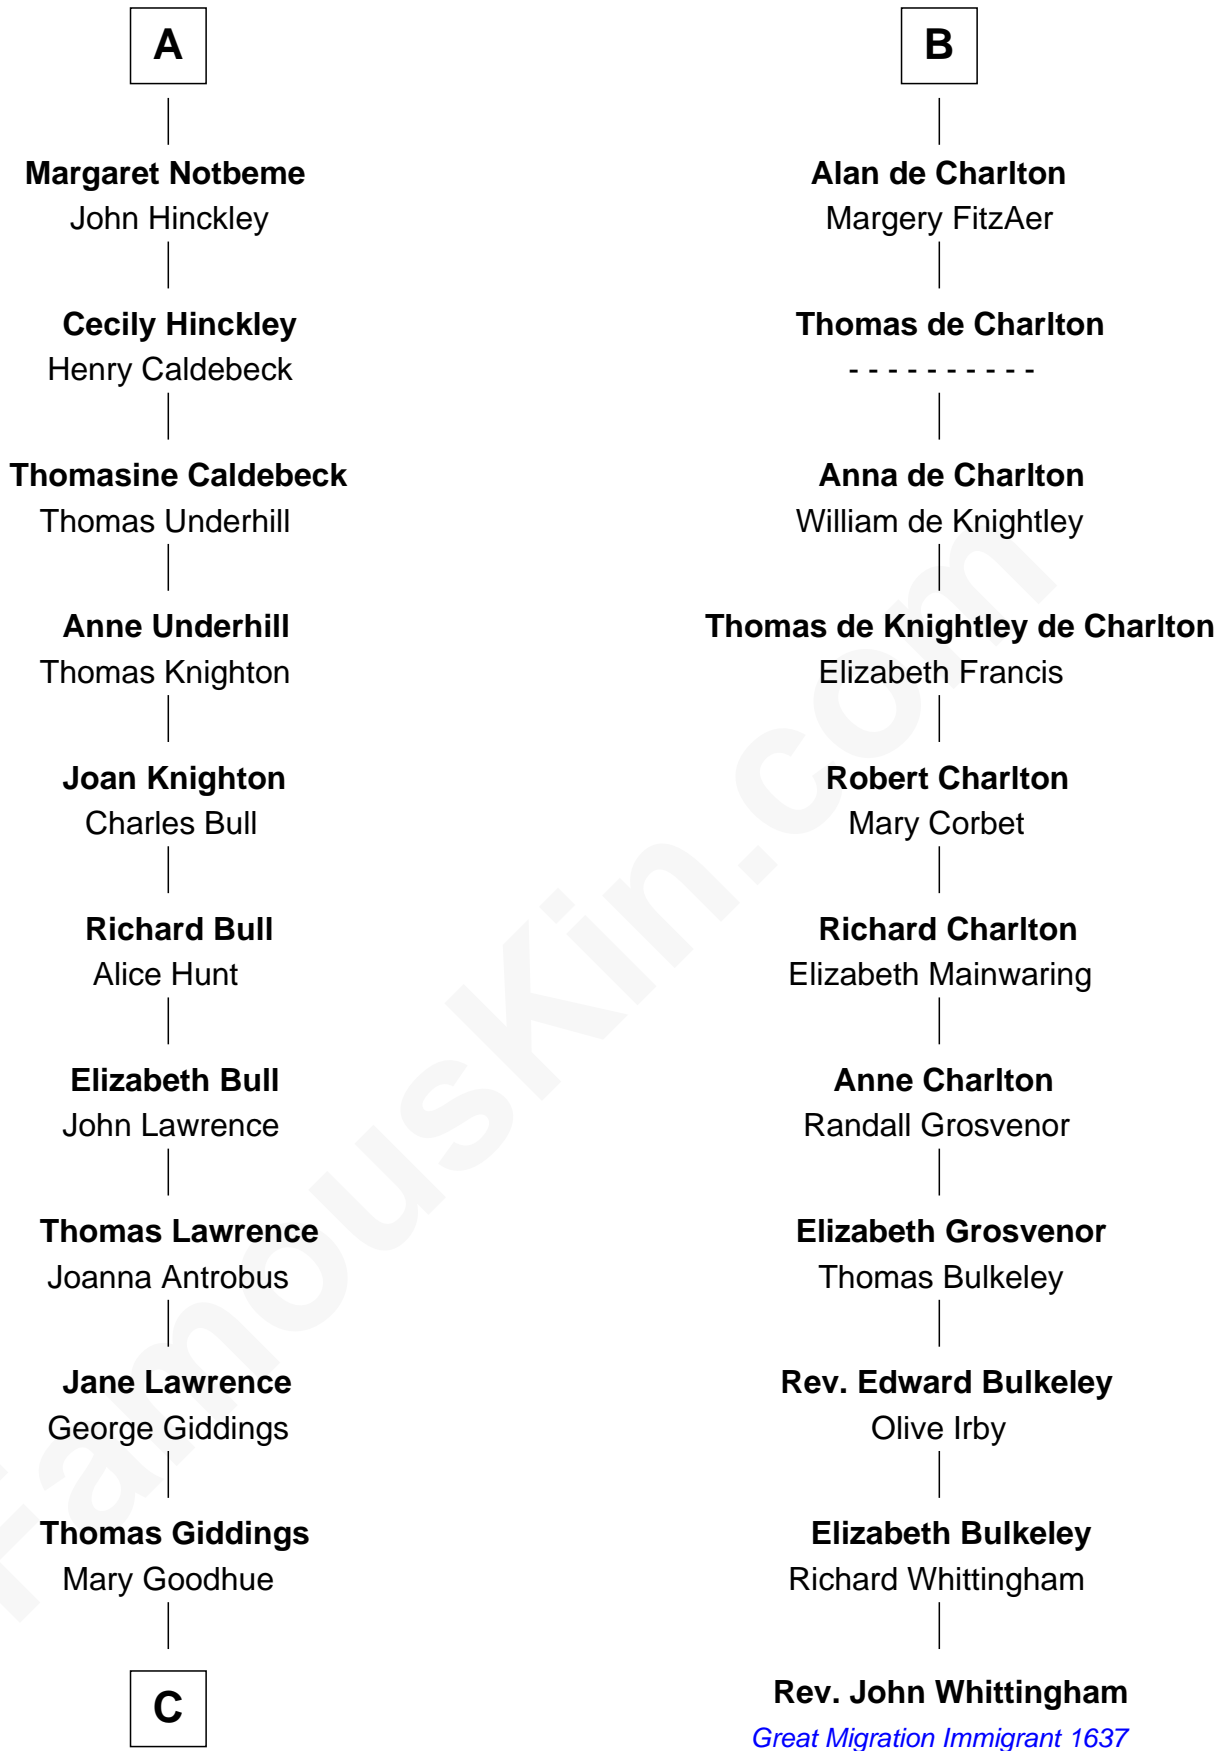 A
Margaret Notbeme
John Hinckley
Cecily Hinckley
Henry Caldebeck
Thomasine Caldebeck
Thomas Underhill
Anne Underhill
Thomas Knighton
Joan Knighton
Charles Bull
Richard Bull
Alice Hunt
Elizabeth Bull
John Lawrence
Thomas Lawrence
Joanna Antrobus
Jane Lawrence
George Giddings
Thomas Giddings
Mary Goodhue
C
B
Alan de Charlton
Margery FitzAer
Thomas de Charlton
- - - - - - - - - -
Anna de Charlton
William de Knightley
Thomas de Knightley de Charlton
Elizabeth Francis
Robert Charlton
Mary Corbet
Richard Charlton
Elizabeth Mainwaring
Anne Charlton
Randall Grosvenor
Elizabeth Grosvenor
Thomas Bulkeley
Rev. Edward Bulkeley
Olive Irby
Elizabeth Bulkeley
Richard Whittingham
Rev. John Whittingham
Great Migration Immigrant 1637
FamousKin.com